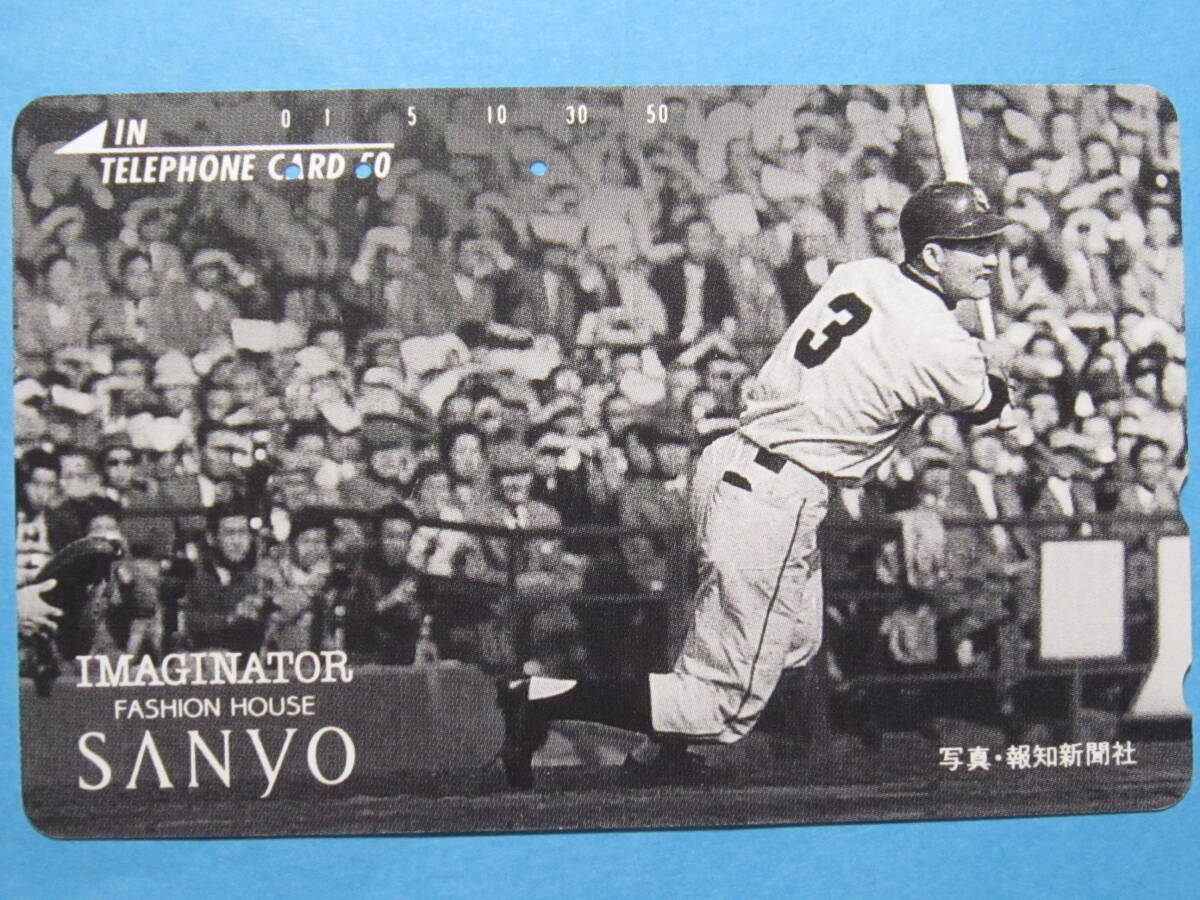 0 1 5 10 30 50
IN
TELEPHONE CARD 50
3
IMAGINATOR
FASHION HOUSE
SANYO
写真・報知新聞社